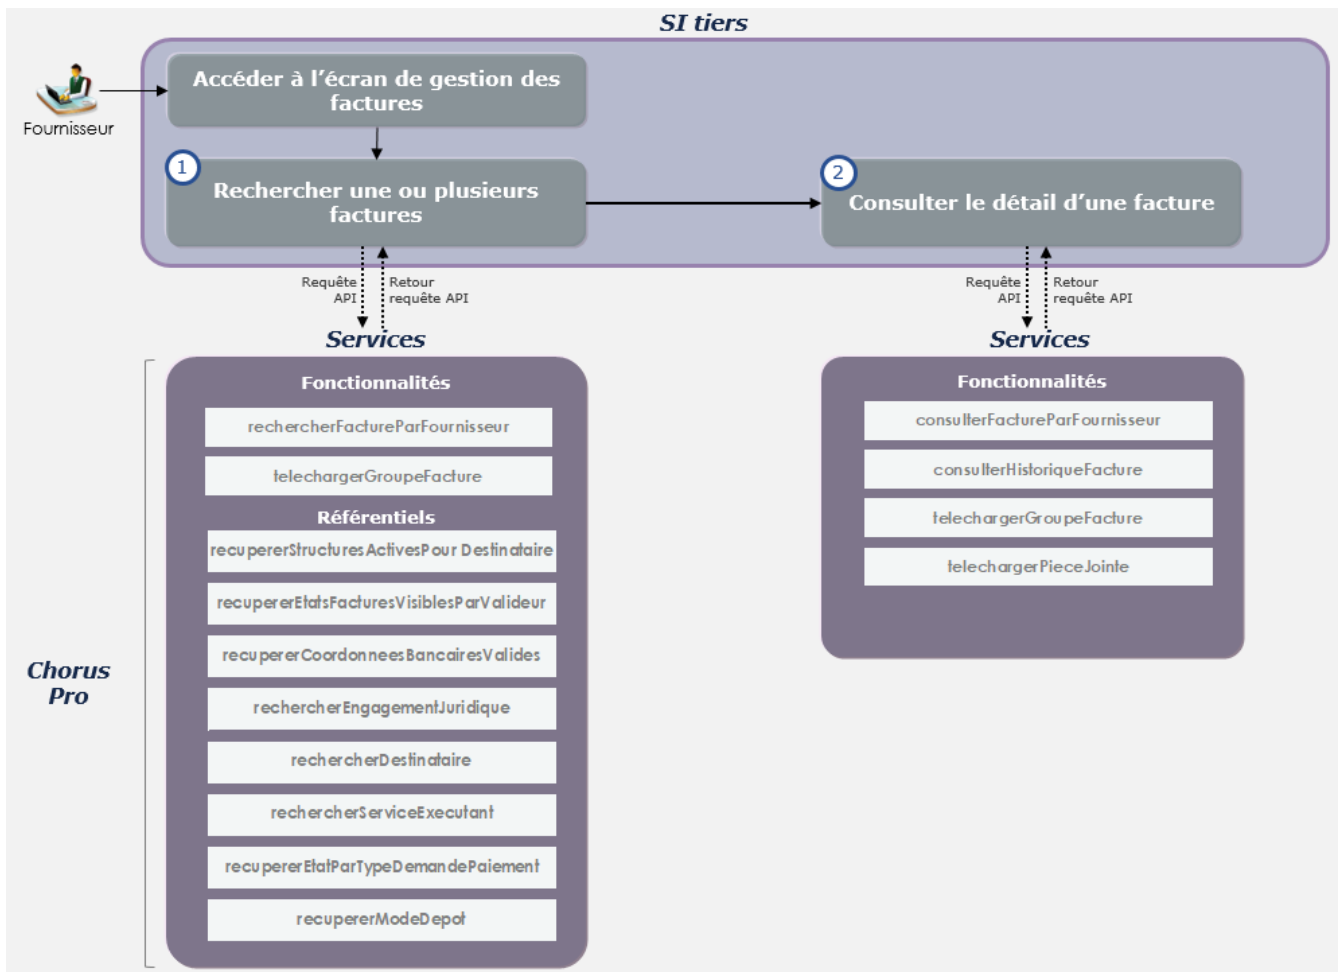 SI tiers
Fournisseur
Accéder à l'écran de gestion des
factures
1
Rechercher une ou plusieurs
factures
2
Consulter le détail d'une facture
Requête
API
Retour
requête API
Requête
API
Retour
requête API
Services
Fonctionnalités
rechercherFactureParFournisseur
telechargerGroupeFacture
Référentiels
recupererStructuresActivesPour Destinataire
recupererEtatsFacturesVisiblesParValideur
recupererCoordonneesBancairesValides
rechercherEngagementJuridique
rechercherDestinataire
rechercherServiceExecutant
recupererEtatParTypeDemandePaiement
recupererModeDepot
Services
Fonctionnalités
consulterFactureParFournisseur
consulterHistoriqueFacture
telechargerGroupeFacture
telechargerPieceJointe
Chorus
Pro